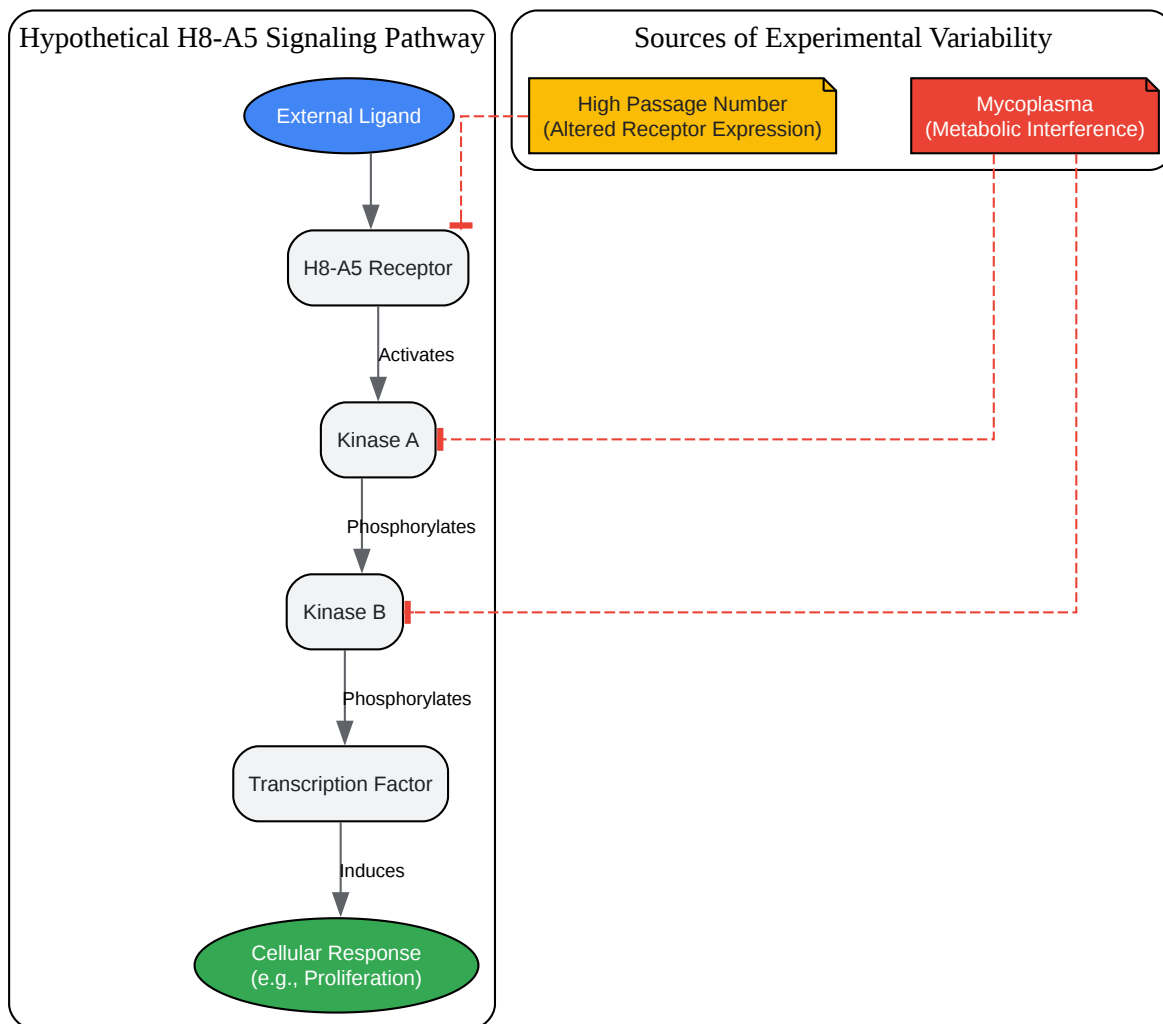 Hypothetical H8-A5 Signaling Pathway
External Ligand
H8-A5 Receptor
Activates
Kinase A
Phosphorylates
Kinase B
Phosphorylates
Transcription Factor
Induces
Cellular Response
(e.g., Proliferation)
Sources of Experimental Variability
High Passage Number
(Altered Receptor Expression)
Mycoplasma
(Metabolic Interference)